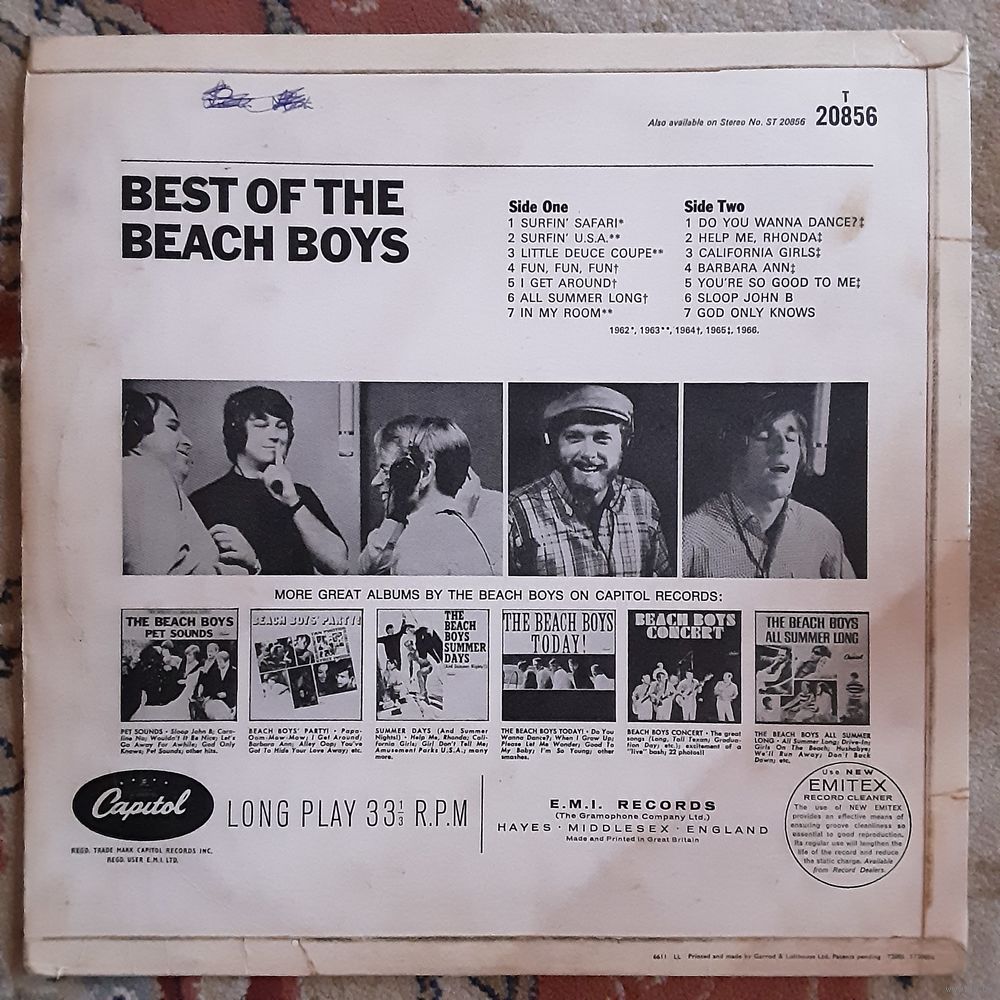 T
Also available on Stereo No. ST 20856 20856
BEST OF THE
BEACH BOYS
Side One
1 SURFIN' SAFARI*
2 SURFIN' U.S.A.**
3 LITTLE DEUCE COUPE**
4 FUN, FUN, FUN†
5 I GET AROUND†
6 ALL SUMMER LONG†
7 IN MY ROOM**
Side Two
1 DO YOU WANNA DANCE?‡
2 HELP ME, RHONDA‡
3 CALIFORNIA GIRLS‡
4 BARBARA ANN‡
5 YOU'RE SO GOOD TO ME‡
6 SLOOP JOHN B
7 GOD ONLY KNOWS
1962*, 1963**, 1964†, 1965‡, 1966.
MORE GREAT ALBUMS BY THE BEACH BOYS ON CAPITOL RECORDS:
THE BEACH BOYS
PET SOUNDS
BEACH BOYS' PARTY!
THE
BEACH
BOYS
SUMMER
DAYS
(And Summer Nights!!)
THE BEACH BOYS
TODAY!
BEACH BOYS
CONCERT
THE BEACH BOYS
ALL SUMMER LONG
Capitol
PET SOUNDS • Sloop John B; Caro-
line No; Wouldn't It Be Nice; Let's
Go Away For Awhile; God Only
Knows; Pet Sounds; other hits.
BEACH BOYS' PARTY! • Papa-
Oom-Mow-Mow; I Get Around;
Barbara Ann; Alley Oop; You've
Got To Hide Your Love Away; etc.
SUMMER DAYS (And Summer
Nights!) • Help Me, Rhonda; Cali-
fornia Girls; Girl Don't Tell Me;
Amusement Parks U.S.A.; many
more.
THE BEACH BOYS TODAY! • Do You
Wanna Dance?; When I Grow Up;
Please Let Me Wonder; Good To
My Baby; I'm So Young; other
smashes.
BEACH BOYS CONCERT • The great
songs (Long, Tall Texan; Gradua-
tion Day; etc.); excitement of a
"live" bash; 22 photos!!
THE BEACH BOYS ALL SUMMER
LONG • All Summer Long; Drive-In;
Girls On The Beach; Hushabye;
We'll Run Away; Don't Back
Down; etc.
Capitol
REGD. TRADE MARK CAPITOL RECORDS INC.
REGD. USER E.M.I. LTD.
LONG PLAY 33⅓ R.P.M
E.M.I. RECORDS
(The Gramophone Company Ltd.)
HAYES · MIDDLESEX · ENGLAND
Made and Printed in Great Britain
Use NEW
EMITEX
RECORD CLEANER
The use of NEW EMITEX
provides an effective means of
ensuring groove cleanliness so
essential to good reproduction.
Its regular use will lengthen the
life of the record and reduce
the static charge. Available
from Record Dealers.
6611 LL Printed and made by Garrod & Lofthouse Ltd. Patents pending